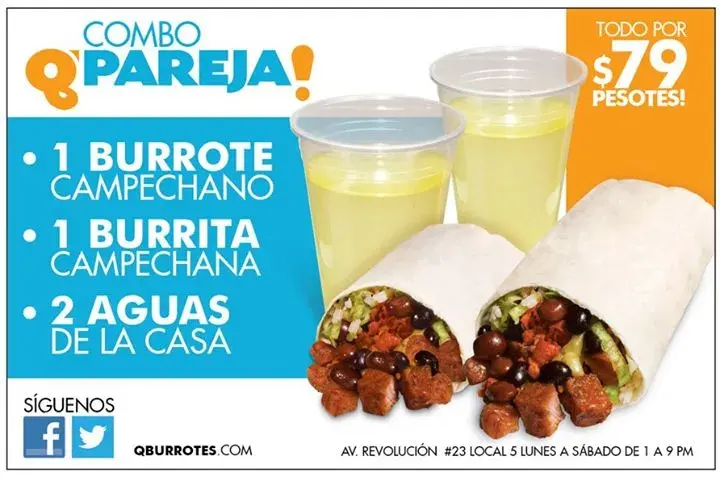 COMBO
Q'PAREJA!
TODO POR
$79
PESOTES!
• 1 BURROTE
CAMPECHANO
• 1 BURRITA
CAMPECHANA
• 2 AGUAS
DE LA CASA
SÍGUENOS
f
QBURROTES.COM
AV. REVOLUCIÓN #23 LOCAL 5 LUNES A SÁBADO DE 1 A 9 PM